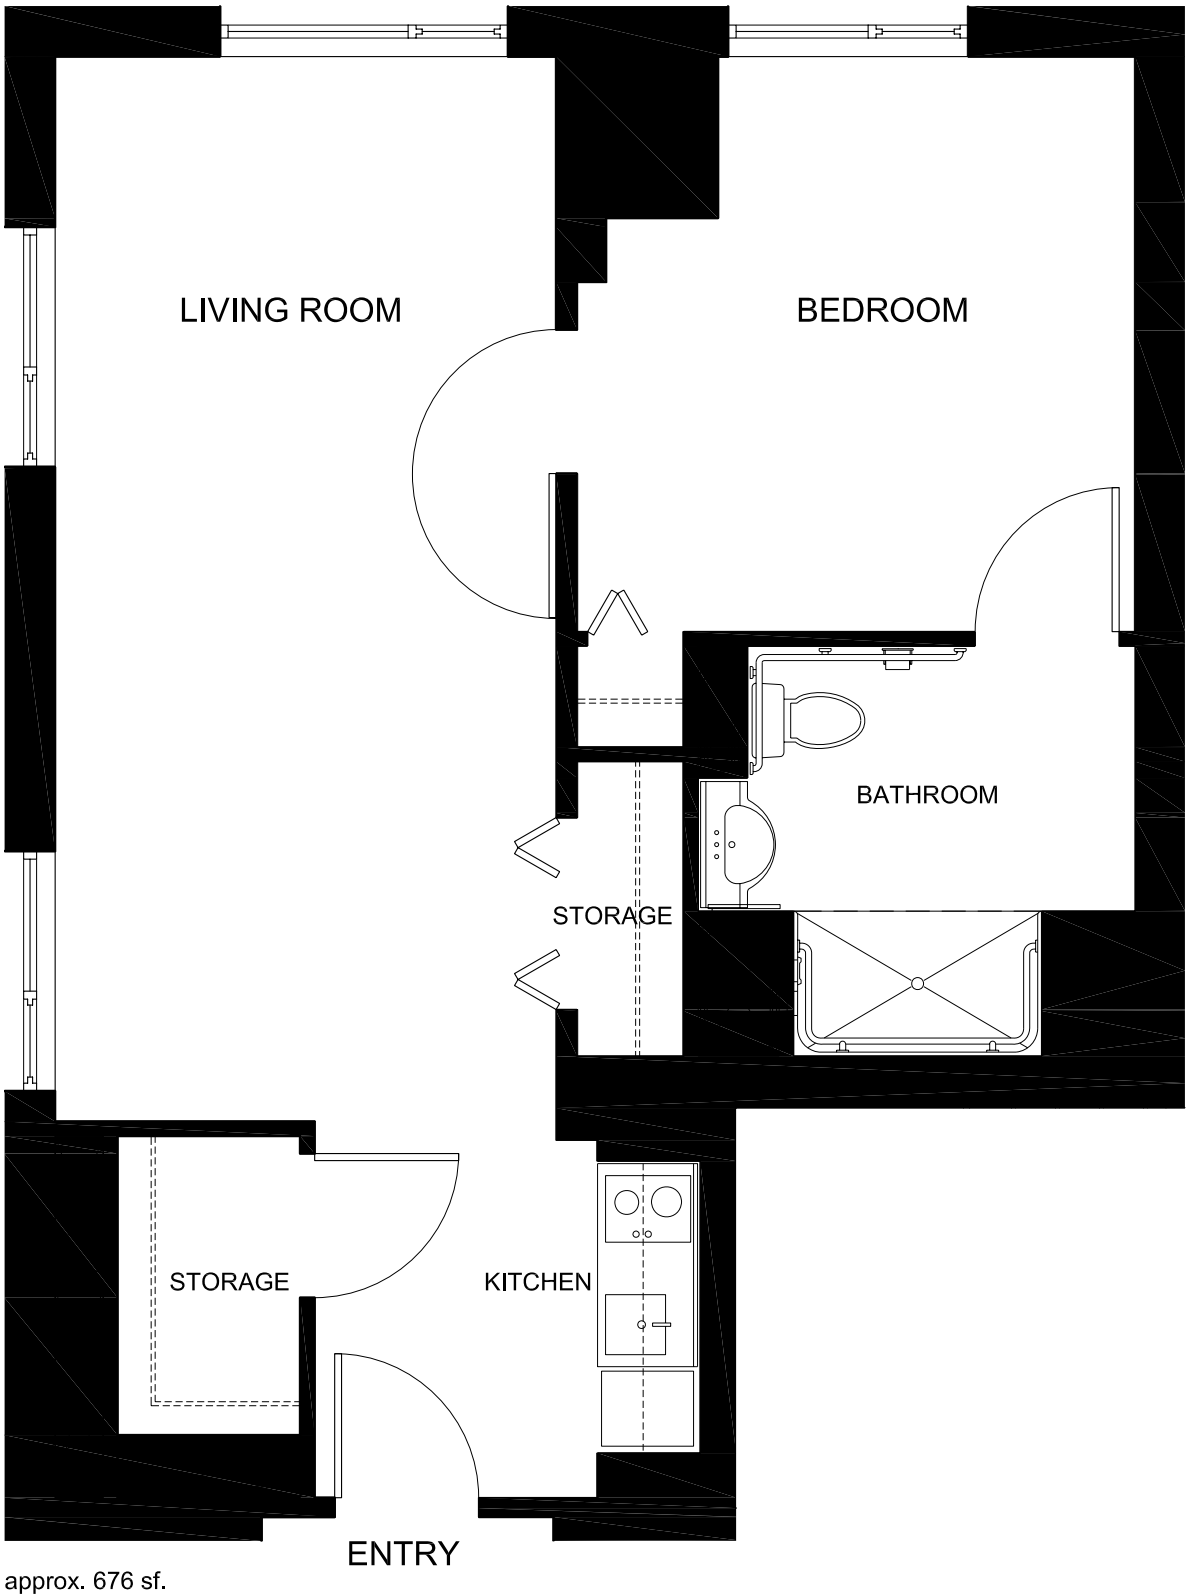 LIVING ROOM
BEDROOM
BATHROOM
STORAGE
STORAGE
KITCHEN
ENTRY
approx. 676 sf.